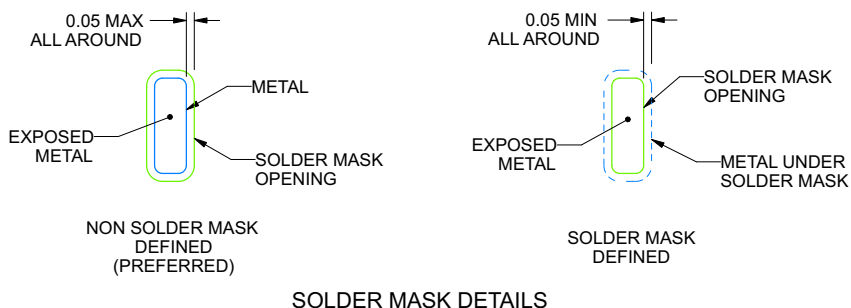 0.05 MAX
ALL AROUND
METAL
EXPOSED
METAL
SOLDER MASK
OPENING
NON SOLDER MASK
DEFINED
(PREFERRED)
0.05 MIN
ALL AROUND
SOLDER MASK
OPENING
EXPOSED
METAL
METAL UNDER
SOLDER MASK
SOLDER MASK
DEFINED
SOLDER MASK DETAILS